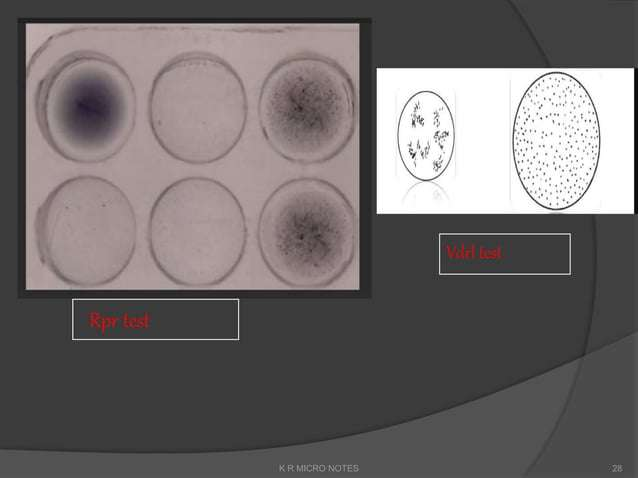 Vdrl test
Rpr test
K R MICRO NOTES
28